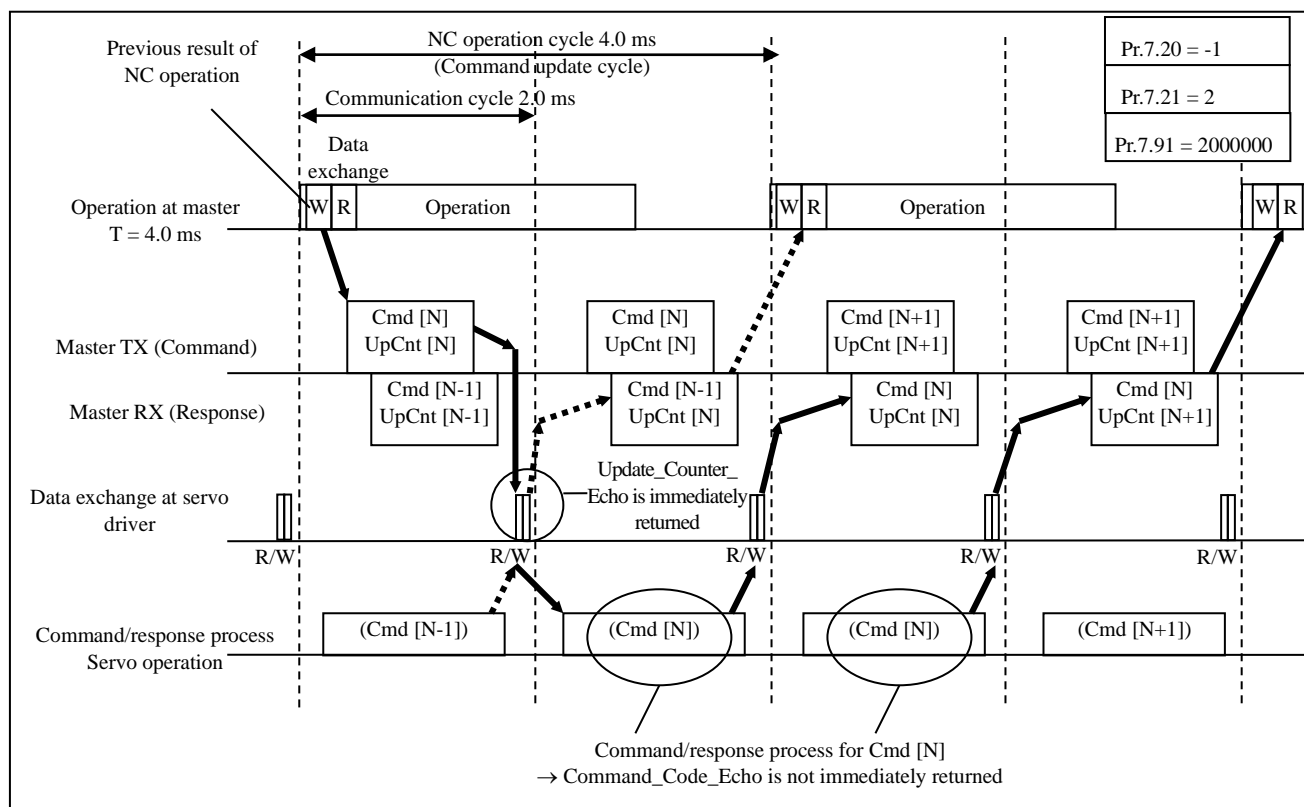 Previous result of
NC operation
NC operation cycle 4.0 ms
(Command update cycle)
Communication cycle 2.0 ms
Pr.7.20 = -1
Pr.7.21 = 2
Pr.7.91 = 2000000
Data
exchange
Operation at master
T = 4.0 ms
W
R
Operation
W
R
Operation
W
R
Master TX (Command)
Cmd [N]
UpCnt [N]
Cmd [N]
UpCnt [N]
Cmd [N+1]
UpCnt [N+1]
Cmd [N+1]
UpCnt [N+1]
Master RX (Response)
Cmd [N-1]
UpCnt [N-1]
Cmd [N-1]
UpCnt [N]
Cmd [N]
UpCnt [N]
Cmd [N]
UpCnt [N+1]
Data exchange at servo
driver
Update_Counter_
Echo is immediately
returned
R/W
R/W
R/W
R/W
R/W
Command/response process
Servo operation
(Cmd [N-1])
(Cmd [N])
(Cmd [N])
(Cmd [N+1])
Command/response process for Cmd [N]
→ Command_Code_Echo is not immediately returned